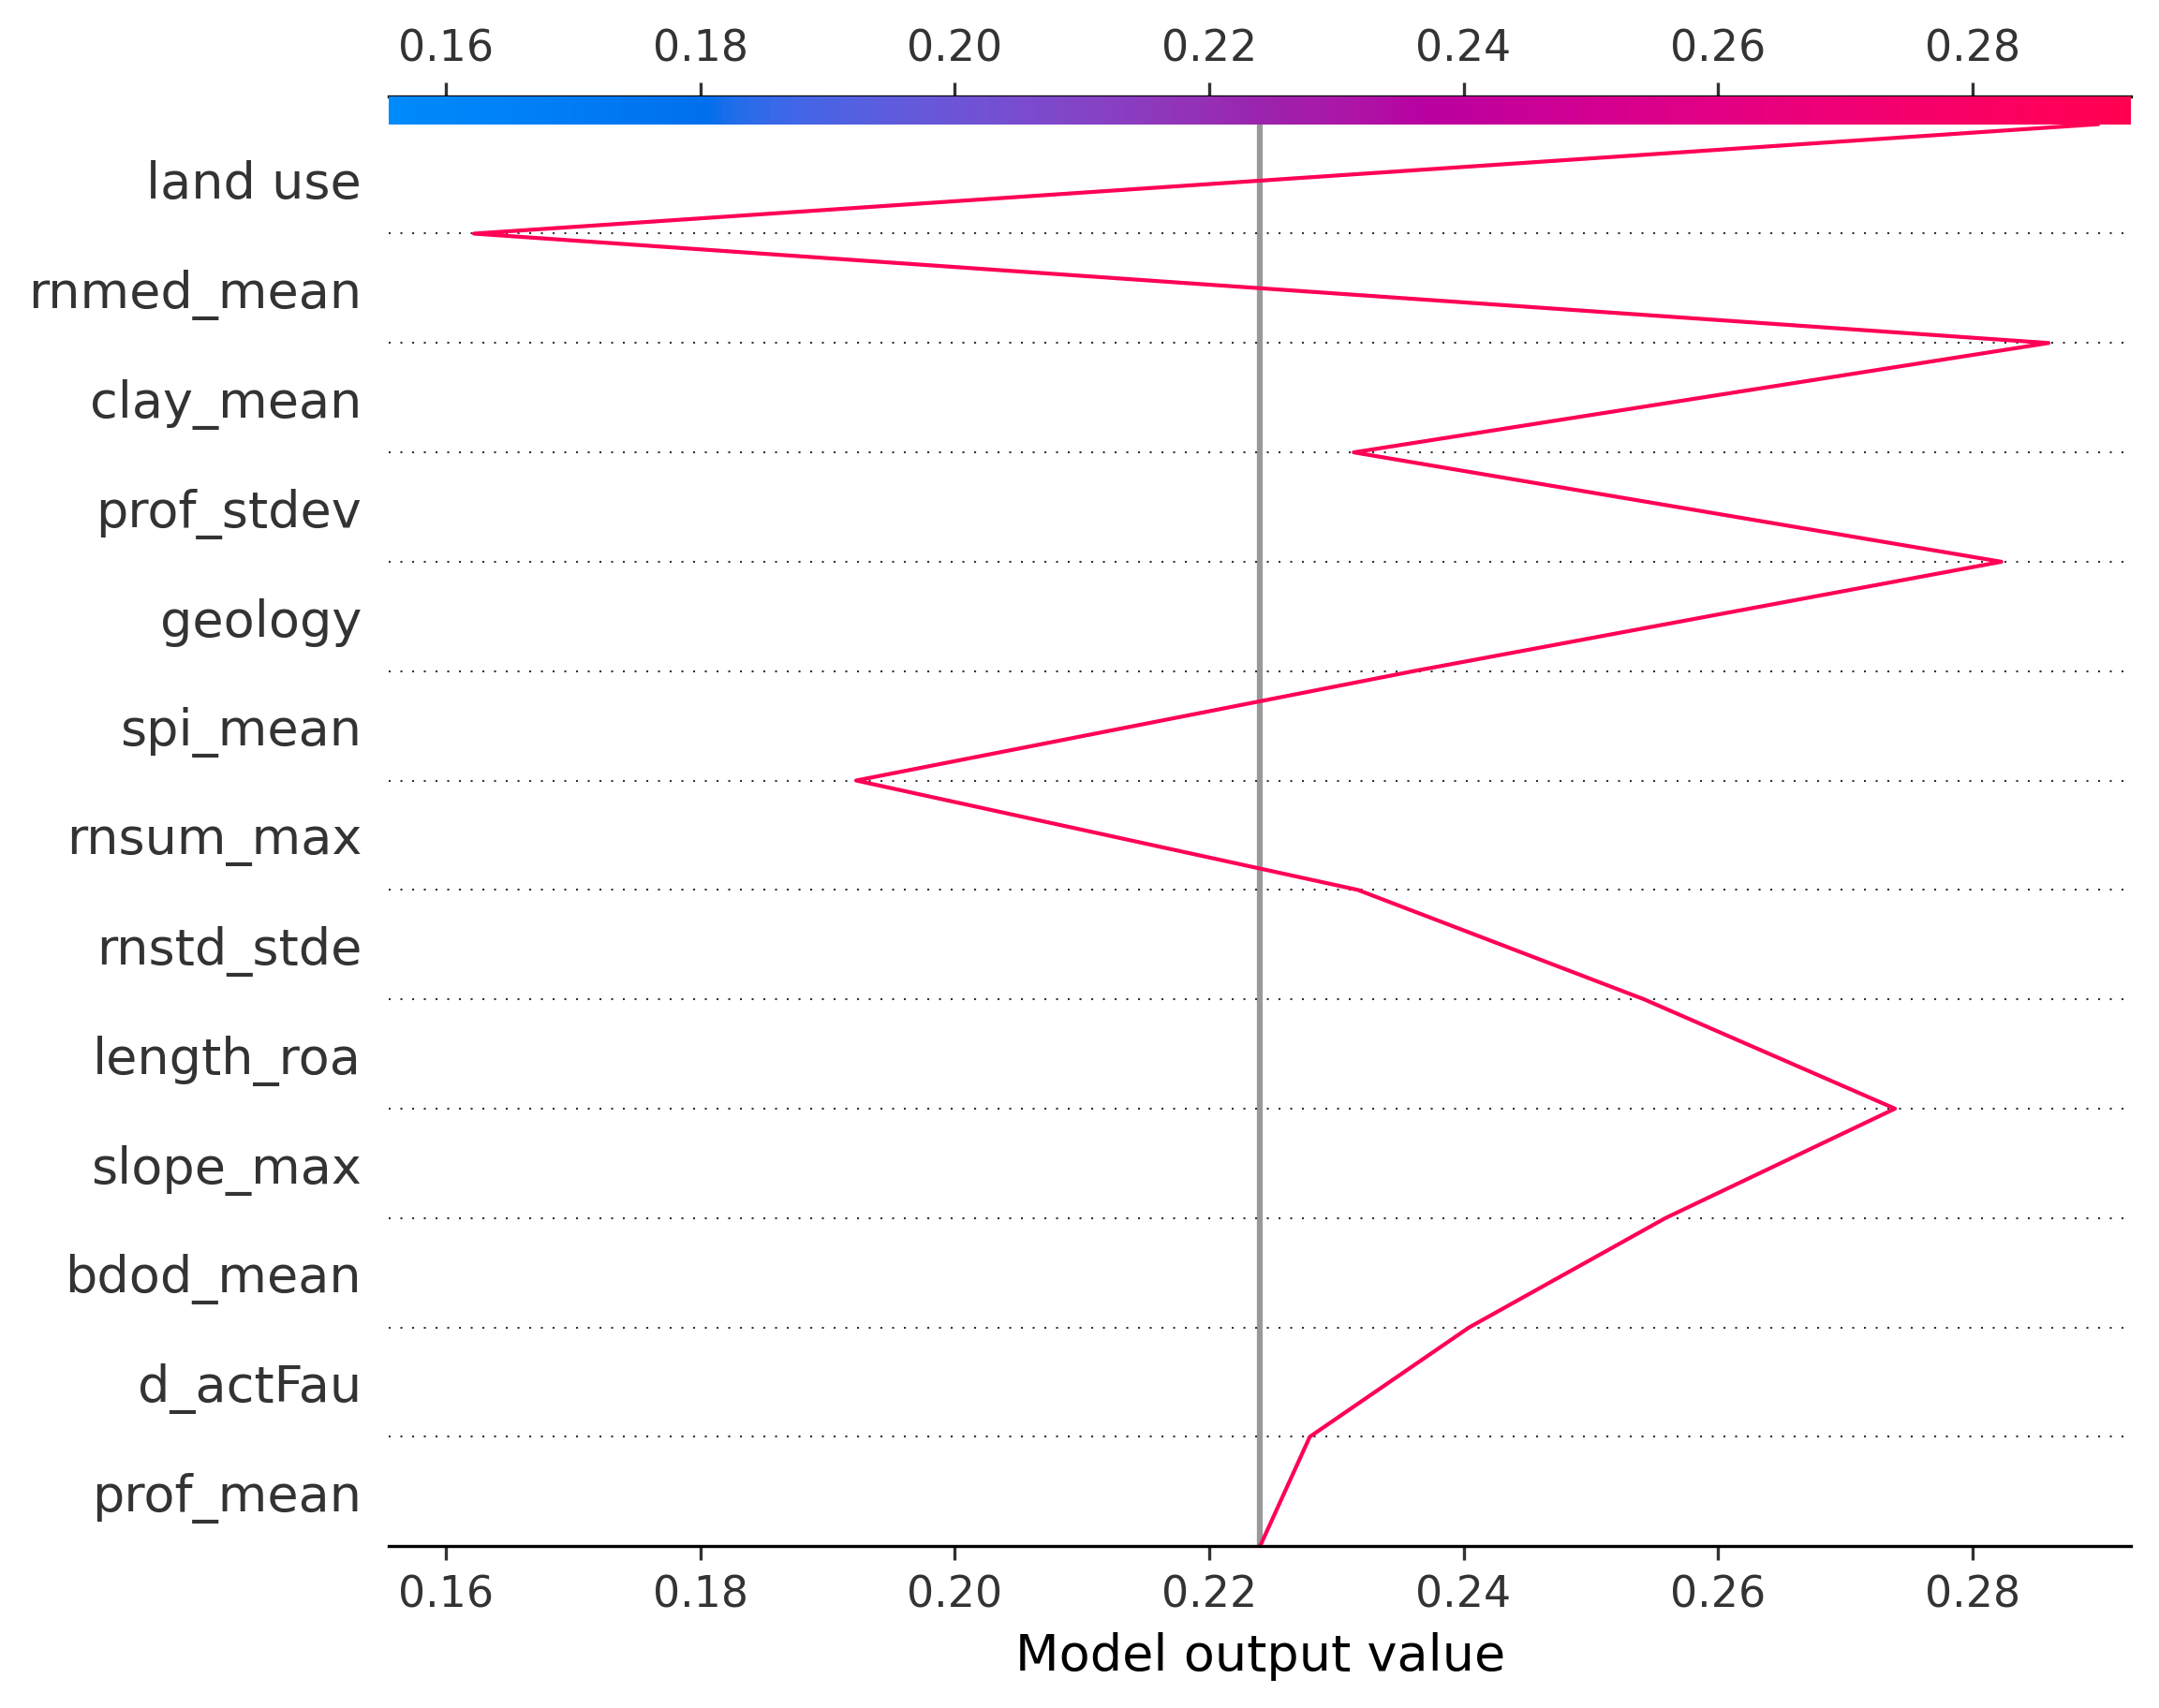 0.16 0.18 0.20 0.22 0.24 0.26 0.28
land use
rnmed_mean
clay_mean
prof_stdev
geology
spi_mean
rnsum_max
rnstd_stde
length_roa
slope_max
bdod_mean
d_actFau
prof_mean
0.16 0.18 0.20 0.22 0.24 0.26 0.28
Model output value